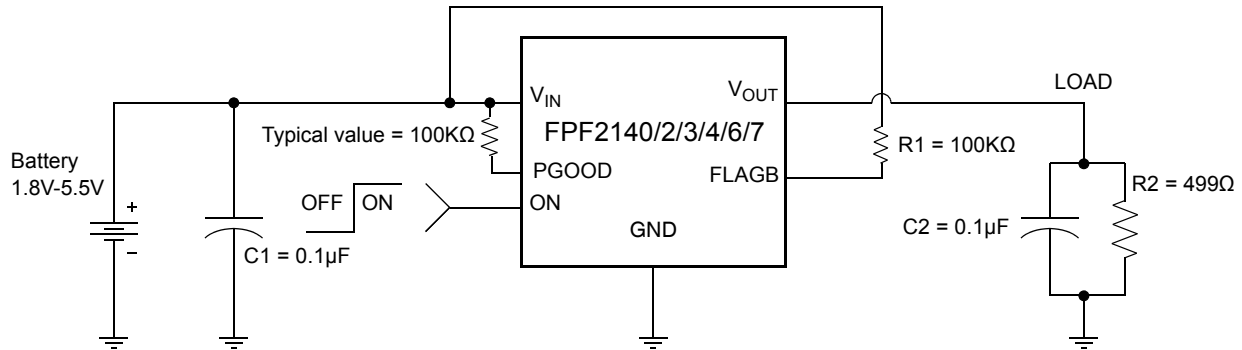 LOAD
V_IN
V_OUT
Typical value = 100KΩ
FPF2140/2/3/4/6/7
R1 = 100KΩ
Battery
1.8V-5.5V
PGOOD
FLAGB
R2 = 499Ω
OFF
ON
ON
+
–
GND
C2 = 0.1µF
C1 = 0.1µF